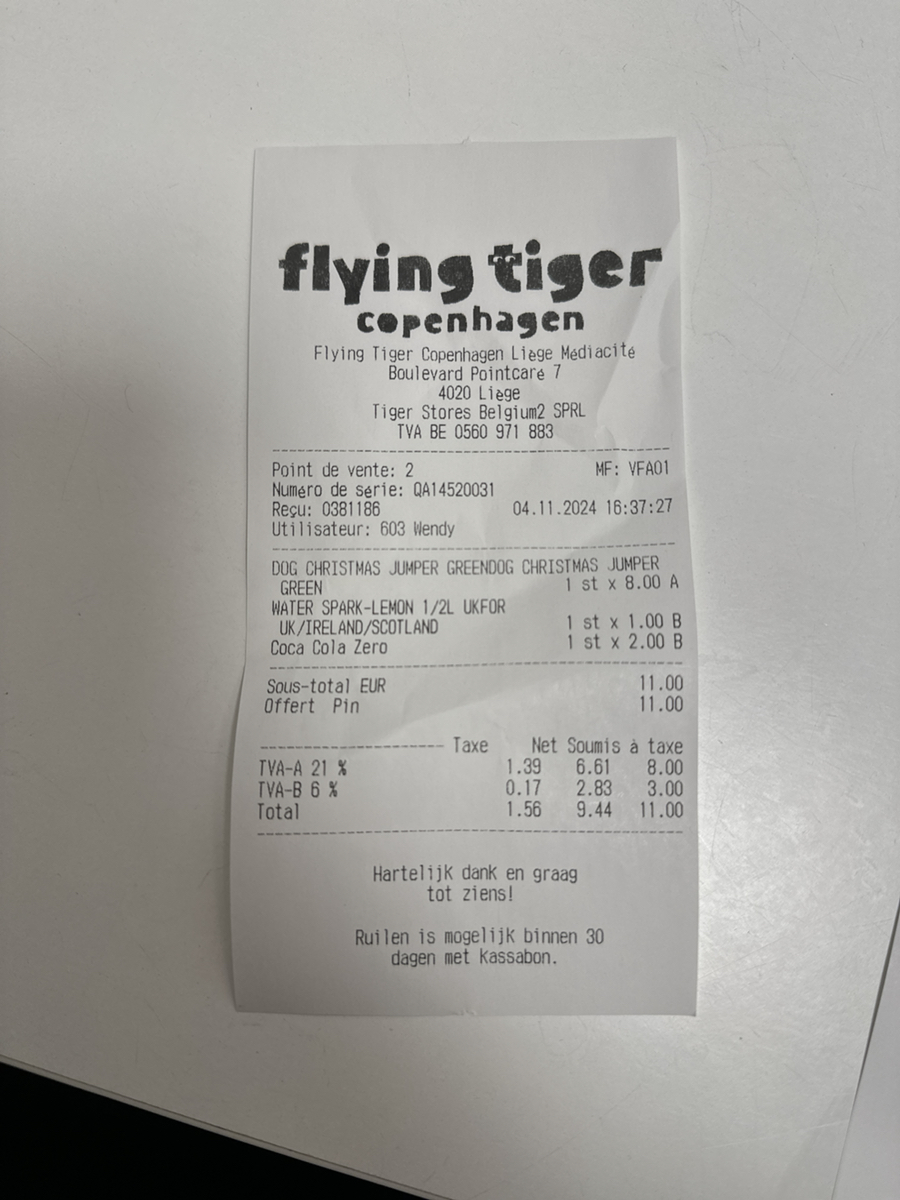 flying tiger
copenhagen
Flying Tiger Copenhagen Liège Médiacité
Boulevard Pointcaré 7
4020 Liège
Tiger Stores Belgium2 SPRL
TVA BE 0560 971 883
Point de vente: 2 MF: VFA01
Numéro de série: QA14520031
Reçu: 0381186 04.11.2024 16:37:27
Utilisateur: 603 Wendy
DOG CHRISTMAS JUMPER GREENDOG CHRISTMAS JUMPER
GREEN 1 st x 8.00 A
WATER SPARK-LEMON 1/2L UKFOR
UK/IRELAND/SCOTLAND 1 st x 1.00 B
Coca Cola Zero 1 st x 2.00 B
Sous-total EUR 11.00
Offert Pin 11.00
Taxe Net Soumis à taxe
TVA-A 21 % 1.39 6.61 8.00
TVA-B 6 % 0.17 2.83 3.00
Total 1.56 9.44 11.00
Hartelijk dank en graag
tot ziens!
Ruilen is mogelijk binnen 30
dagen met kassabon.